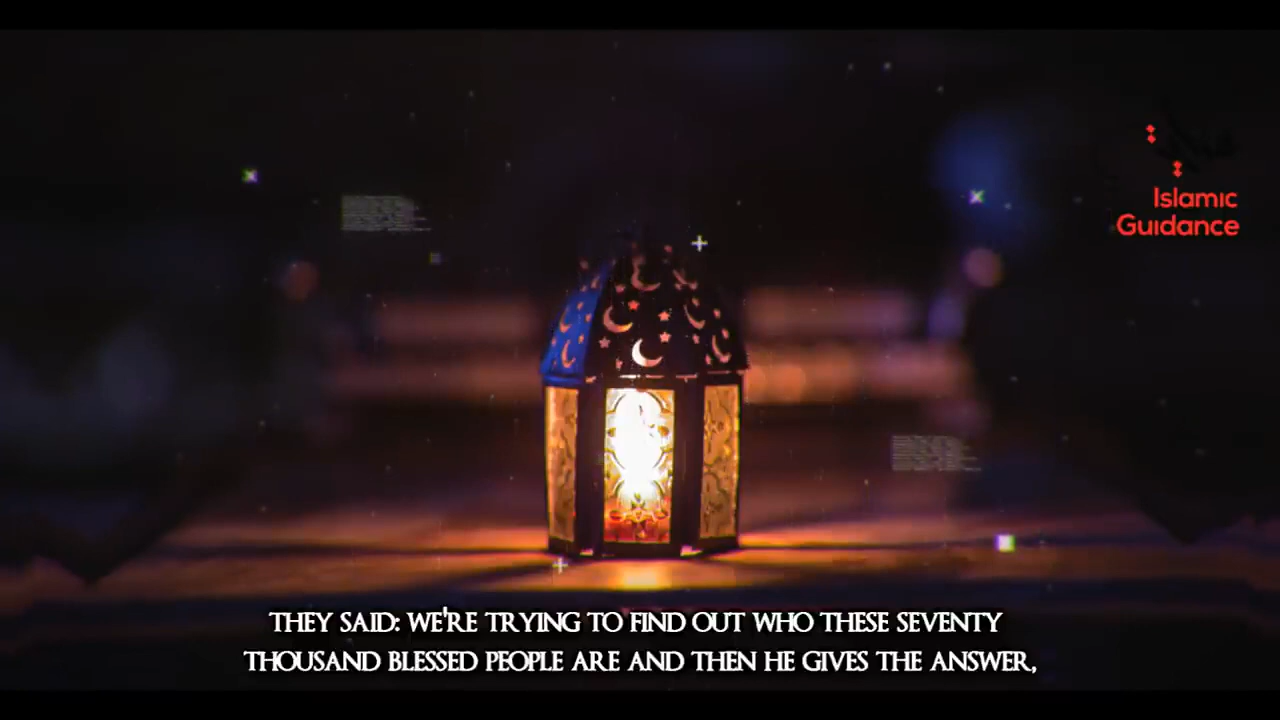 Islamic
Guidance
THEY SAID: WE'RE TRYING TO FIND OUT WHO THESE SEVENTY
THOUSAND BLESSED PEOPLE ARE AND THEN HE GIVES THE ANSWER,